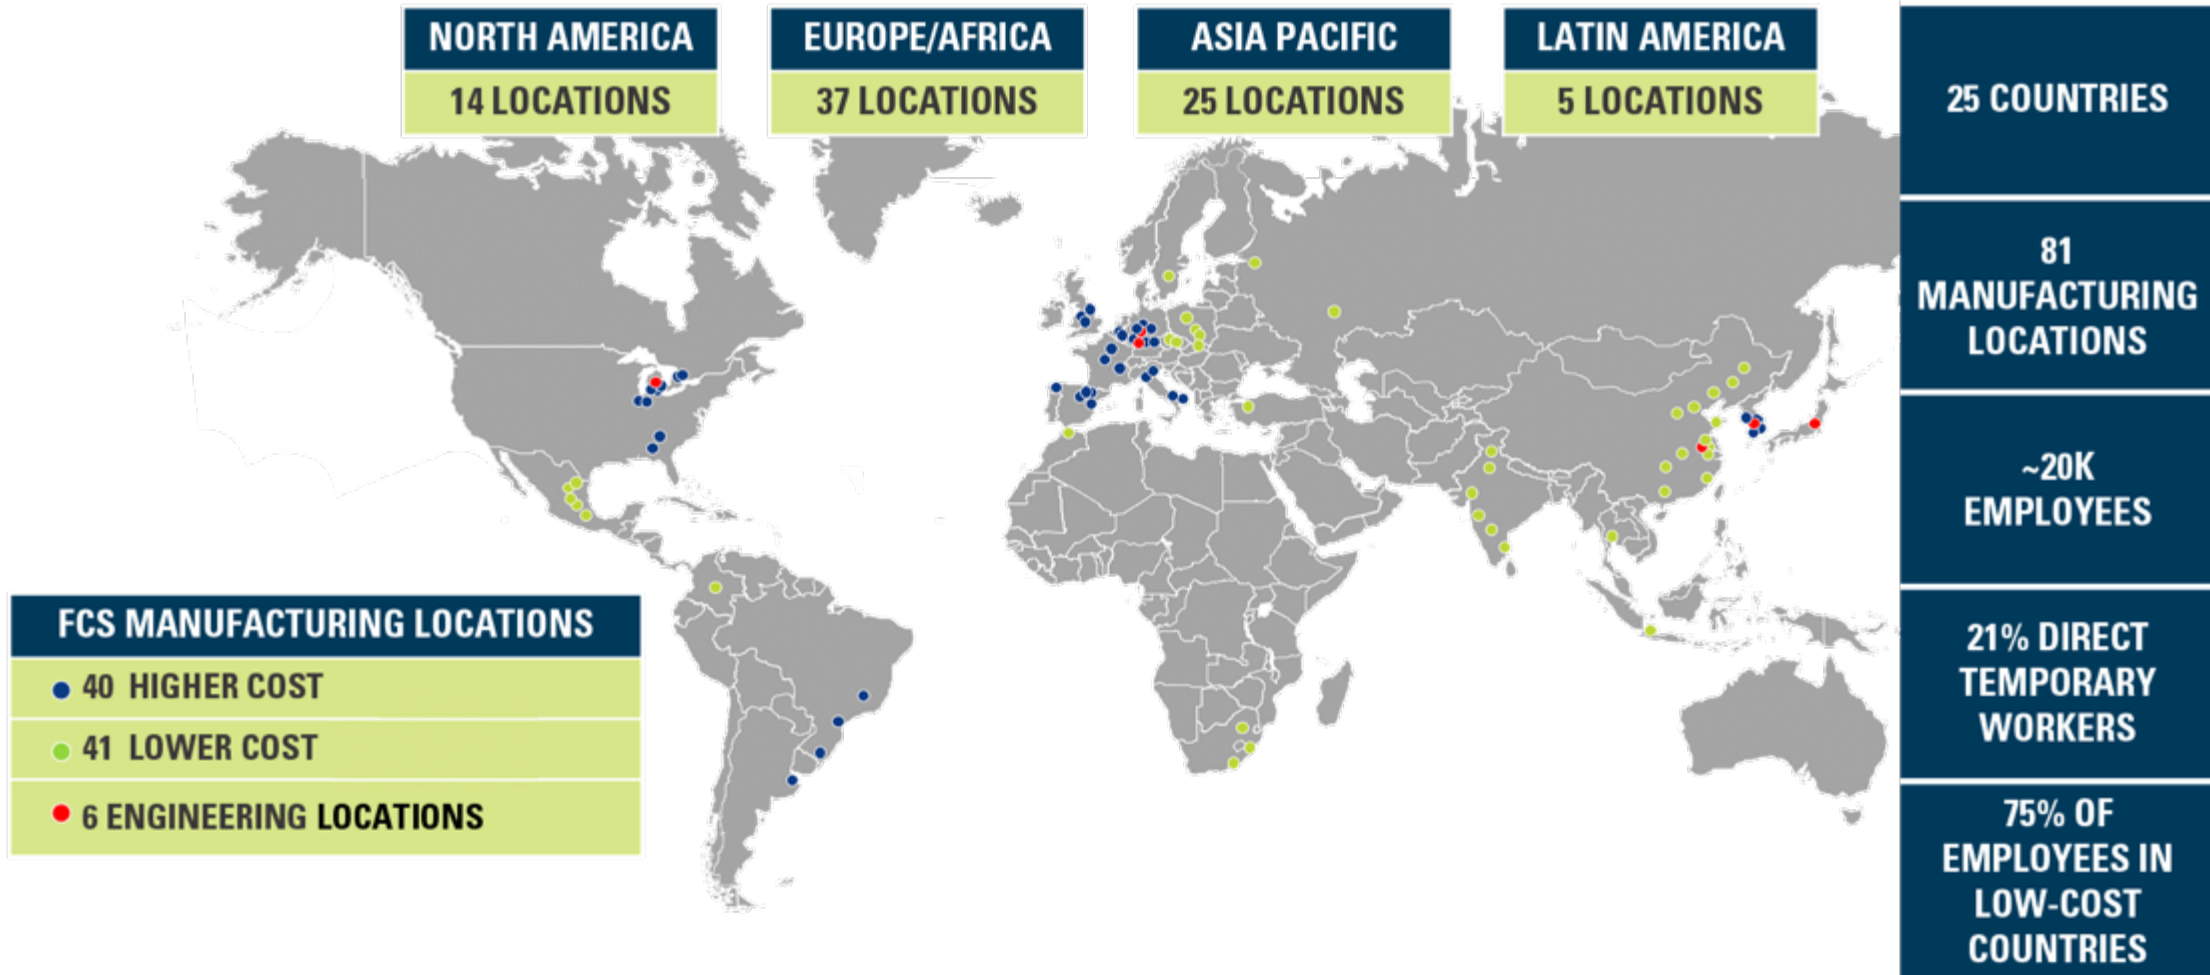 NORTH AMERICA
14 LOCATIONS
EUROPE/AFRICA
37 LOCATIONS
ASIA PACIFIC
25 LOCATIONS
LATIN AMERICA
5 LOCATIONS
25 COUNTRIES
81
MANUFACTURING
LOCATIONS
~20K
EMPLOYEES
21% DIRECT
TEMPORARY
WORKERS
75% OF
EMPLOYEES IN
LOW-COST
COUNTRIES
FCS MANUFACTURING LOCATIONS
40 HIGHER COST
41 LOWER COST
6 ENGINEERING LOCATIONS